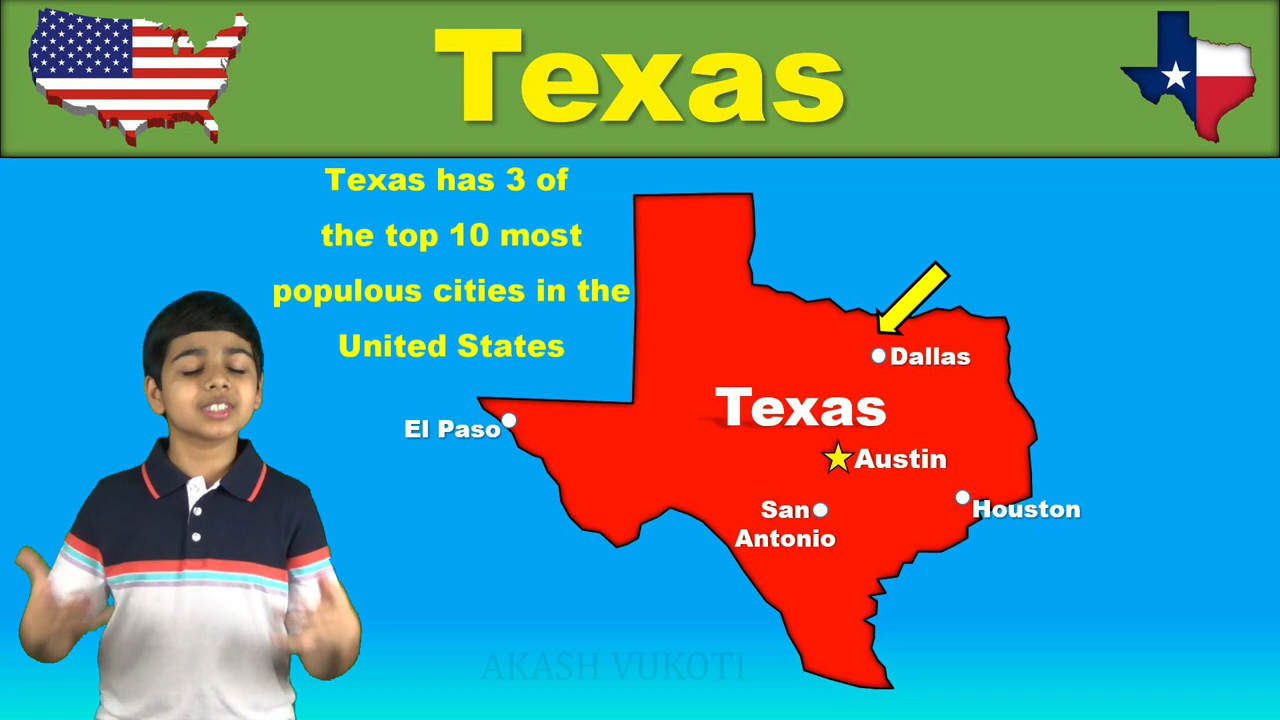 Texas
Texas has 3 of
the top 10 most
populous cities in the
United States
Dallas
Texas
El Paso
Austin
San
Antonio
Houston
AKASH VUKOTI